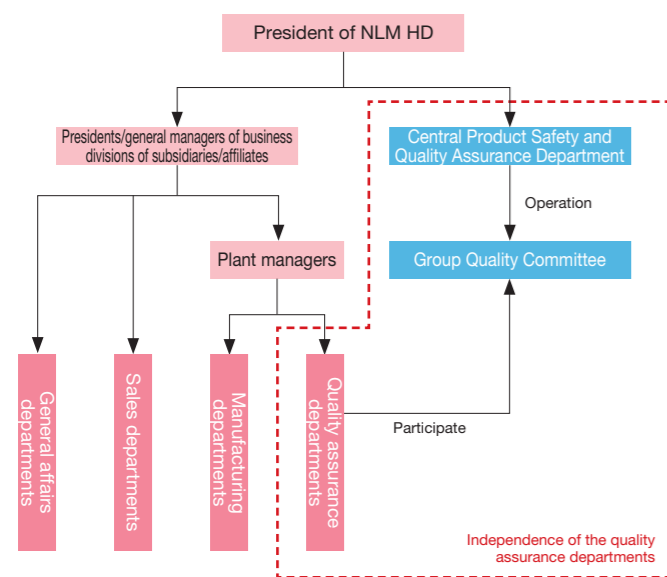 President of NLM HD
Presidents/general managers of business
divisions of subsidiaries/affiliates
Central Product Safety and
Quality Assurance Department
Operation
Plant managers
Group Quality Committee
General affairs
departments
Sales departments
Manufacturing
departments
Quality assurance
departments
Participate
Independence of the quality
assurance departments